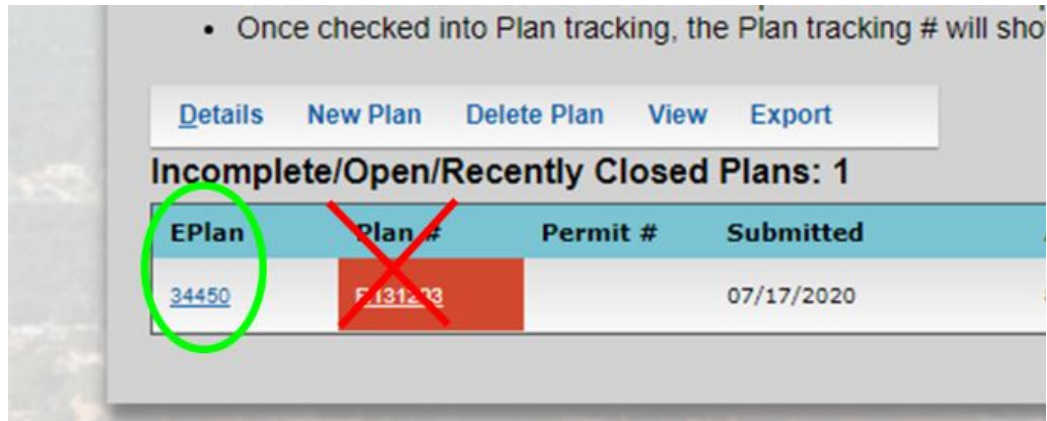 • Once checked into Plan tracking, the Plan tracking # will sho
Details New Plan Delete Plan View Export
Incomplete/Open/Recently Closed Plans: 1
EPlan Plan # Permit # Submitted
34450 07/17/2020